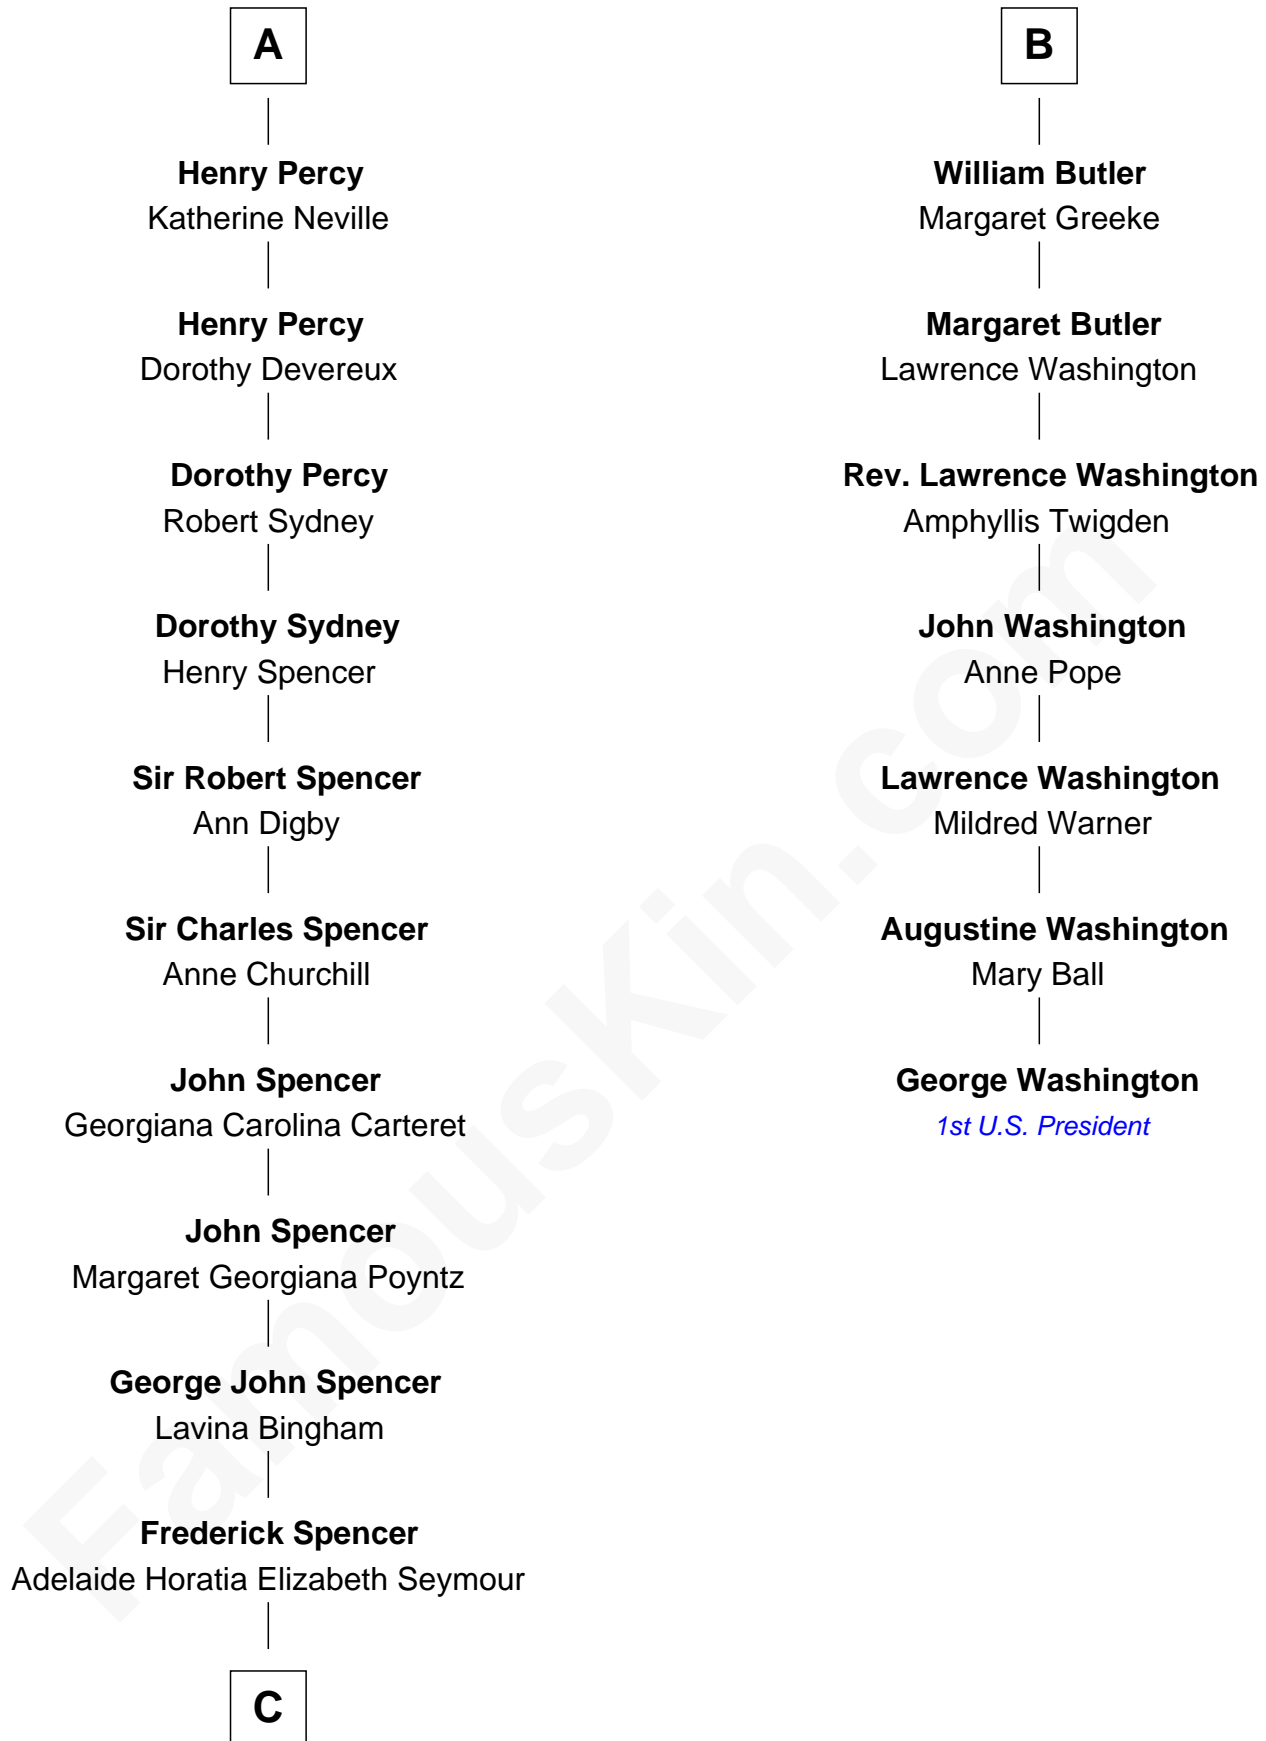 A
Henry Percy
Katherine Neville
Henry Percy
Dorothy Devereux
Dorothy Percy
Robert Sydney
Dorothy Sydney
Henry Spencer
Sir Robert Spencer
Ann Digby
Sir Charles Spencer
Anne Churchill
John Spencer
Georgiana Carolina Carteret
John Spencer
Margaret Georgiana Poyntz
George John Spencer
Lavina Bingham
Frederick Spencer
Adelaide Horatia Elizabeth Seymour
C
B
William Butler
Margaret Greeke
Margaret Butler
Lawrence Washington
Rev. Lawrence Washington
Amphyllis Twigden
John Washington
Anne Pope
Lawrence Washington
Mildred Warner
Augustine Washington
Mary Ball
George Washington
1st U.S. President
FamousKin.com